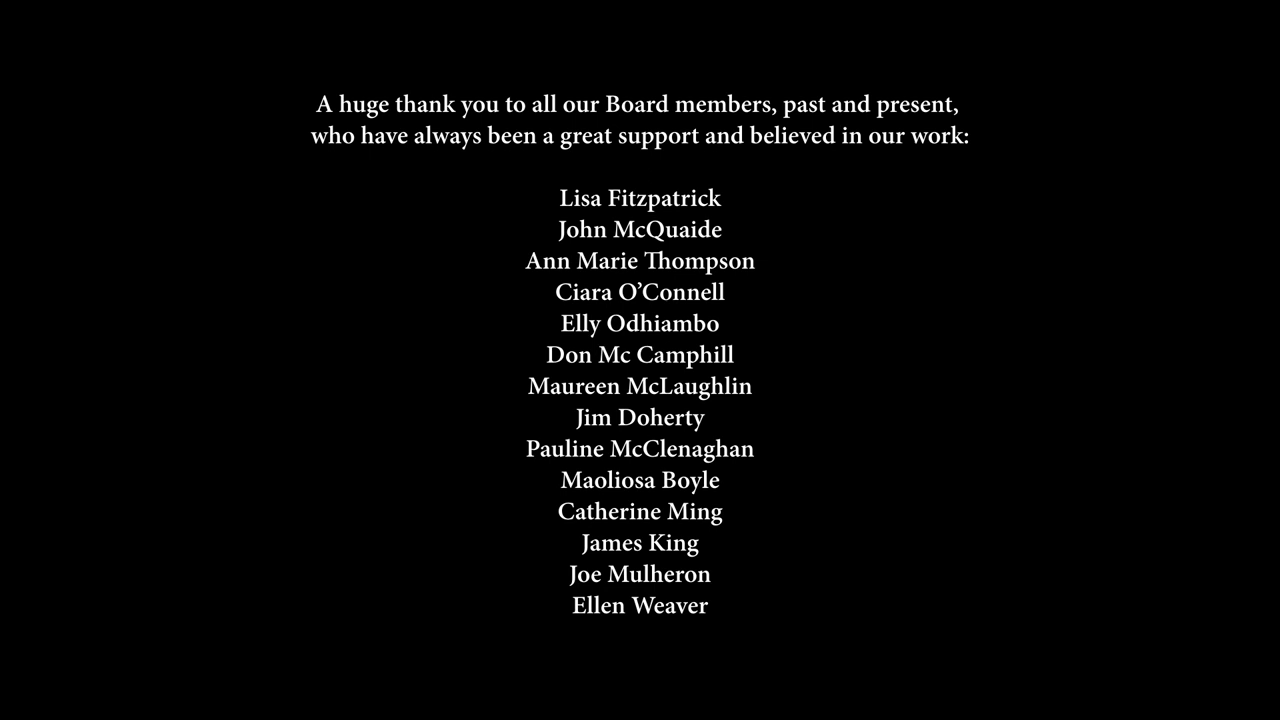 A huge thank you to all our Board members, past and present,
who have always been a great support and believed in our work:
Lisa Fitzpatrick
John McQuaide
Ann Marie Thompson
Ciara O’Connell
Elly Odhiambo
Don Mc Camphill
Maureen McLaughlin
Jim Doherty
Pauline McClenaghan
Maoliosa Boyle
Catherine Ming
James King
Joe Mulheron
Ellen Weaver